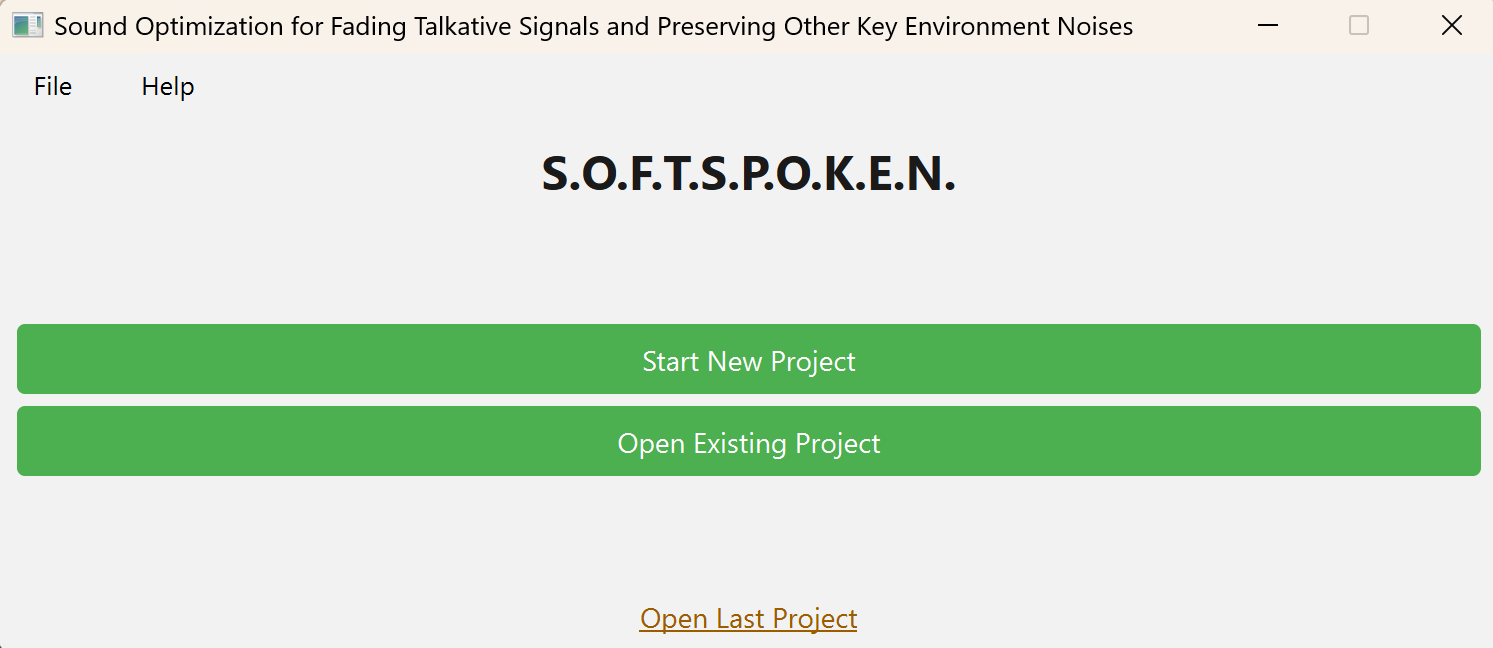 Sound Optimization for Fading Talkative Signals and Preserving Other Key Environment Noises
File Help
S.O.F.T.S.P.O.K.E.N.
Start New Project
Open Existing Project
Open Last Project